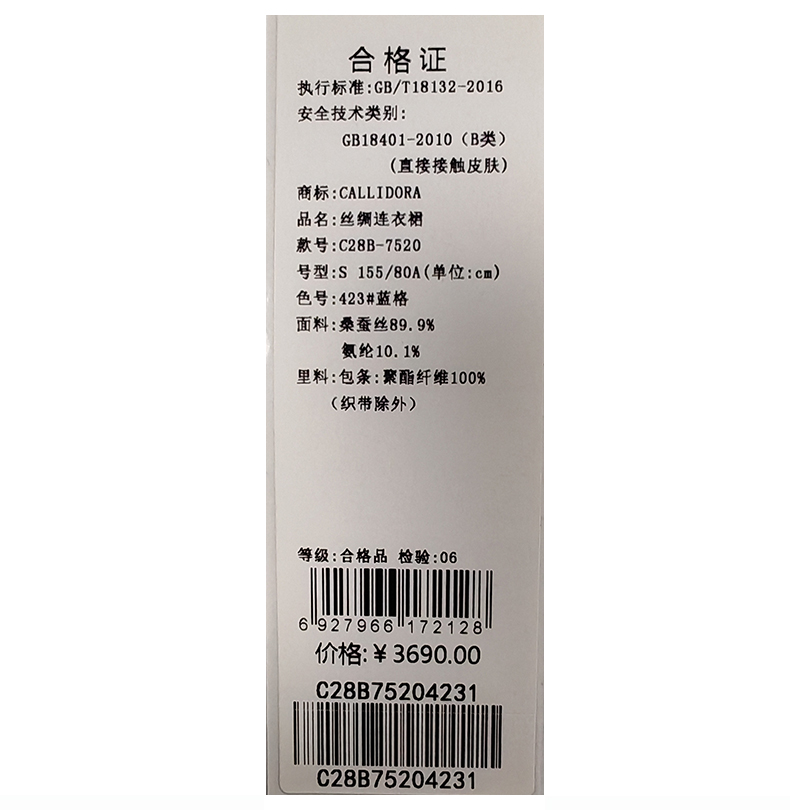 合格证
执行标准:GB/T18132-2016
安全技术类别:
GB18401-2010（B类）
(直接接触皮肤)
商标:CALLIDORA
品名:丝绸连衣裙
款号:C28B-7520
号型:S 155/80A(单位:cm)
色号:423#蓝格
面料:桑蚕丝89.9%
氨纶10.1%
里料:包条:聚酯纤维100%
（织带除外）
等级:合格品 检验:06
6 927966 172128
价格:￥3690.00
C28B75204231
C28B75204231